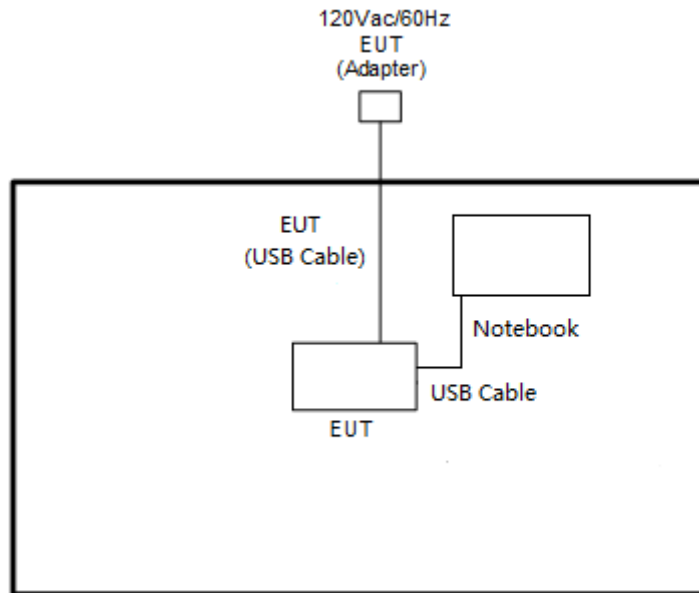 120Vac/60Hz
EUT
(Adapter)
EUT
(USB Cable)
Notebook
USB Cable
EUT